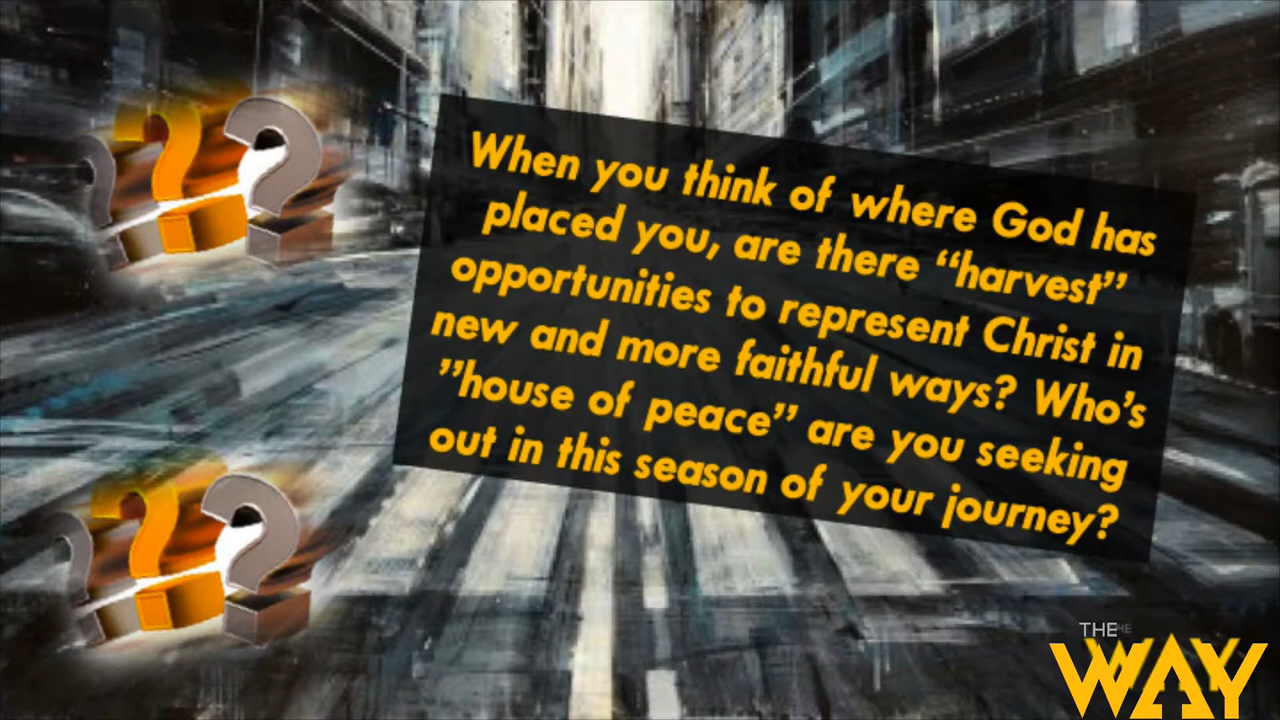 When you think of where God has
placed you, are there “harvest”
opportunities to represent Christ in
new and more faithful ways? Who’s
”house of peace” are you seeking
out in this season of your journey?
THE
WAY